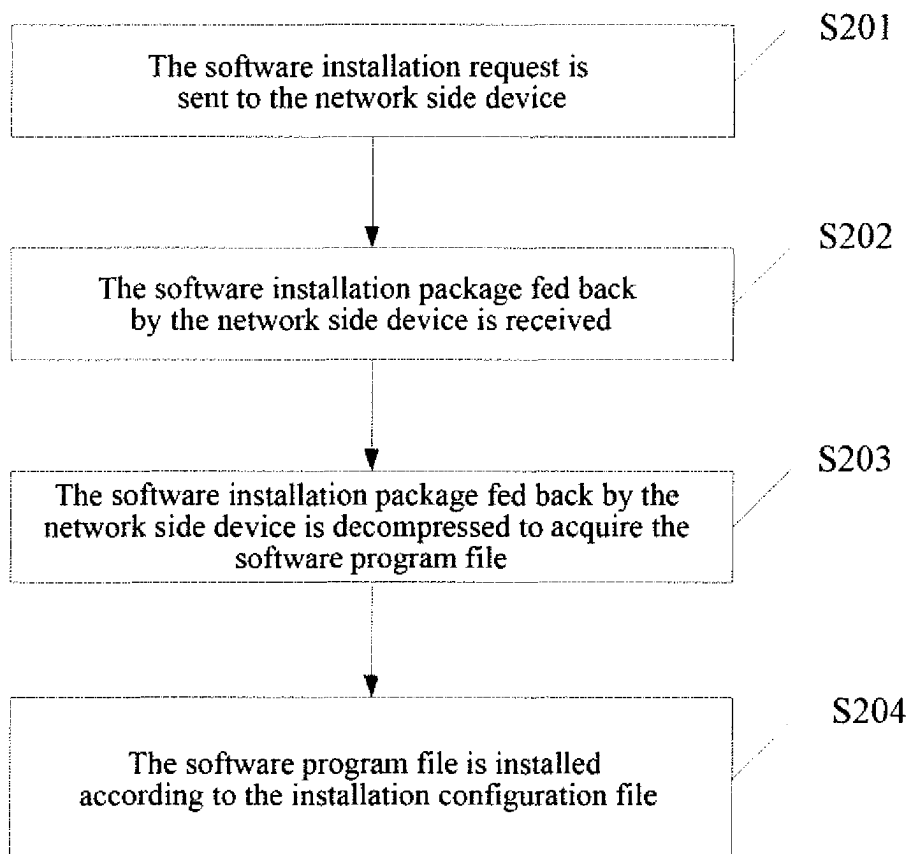 S201
The software installation request is
sent to the network side device
S202
The software installation package fed back
by the network side device is received
S203
The software installation package fed back by the
network side device is decompressed to acquire the
software program file
S204
The software program file is installed
according to the installation configuration file